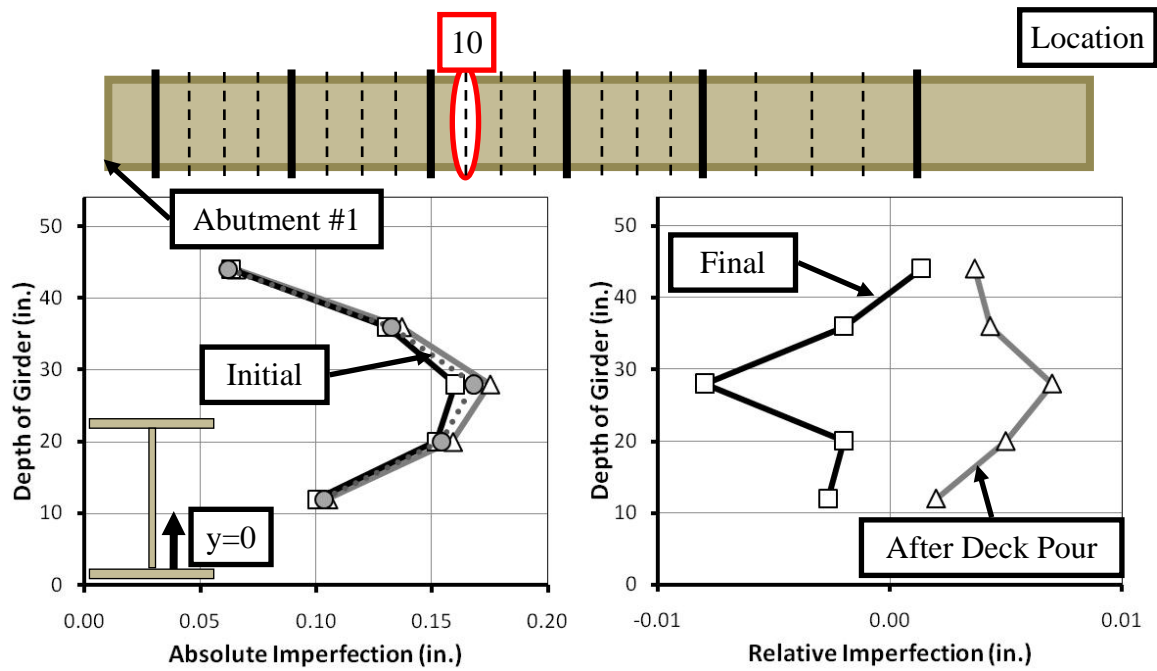 10
Location
Abutment #1
50
40
30
20
10
0
Depth of Girder (in.)
Initial
y=0
0.00
0.05
0.10
0.15
0.20
Absolute Imperfection (in.)
50
40
30
20
10
0
Depth of Girder (in.)
Final
After Deck Pour
-0.01
0.00
0.01
Relative Imperfection (in.)